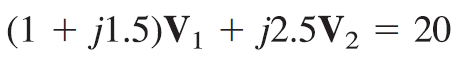 (1 + j1.5)V₁ + j2.5V₂ = 20